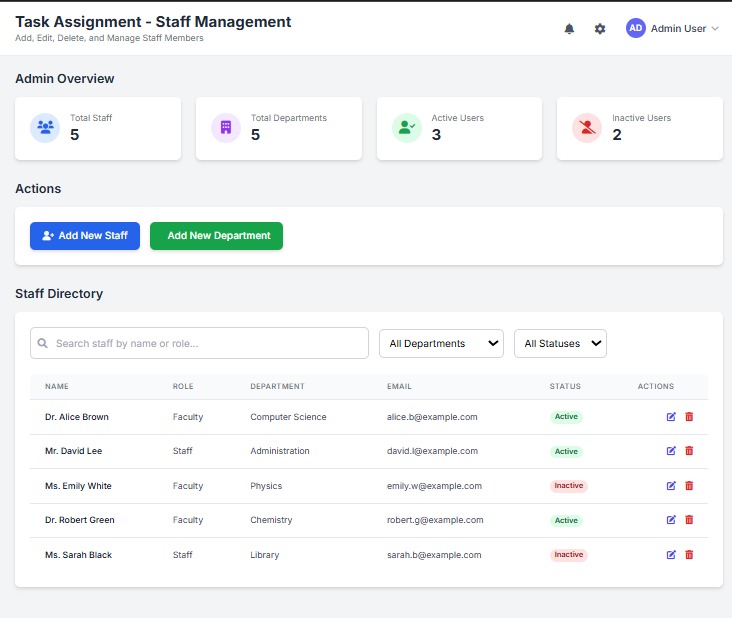 Task Assignment - Staff Management
Add, Edit, Delete, and Manage Staff Members
AD Admin User
Admin Overview
Total Staff
5
Total Departments
5
Active Users
3
Inactive Users
2
Actions
Add New Staff
Add New Department
Staff Directory
Search staff by name or role...
All Departments
All Statuses
NAME ROLE DEPARTMENT EMAIL STATUS ACTIONS
Dr. Alice Brown Faculty Computer Science alice.b@example.com Active
Mr. David Lee Staff Administration david.l@example.com Active
Ms. Emily White Faculty Physics emily.w@example.com Inactive
Dr. Robert Green Faculty Chemistry robert.g@example.com Active
Ms. Sarah Black Staff Library sarah.b@example.com Inactive